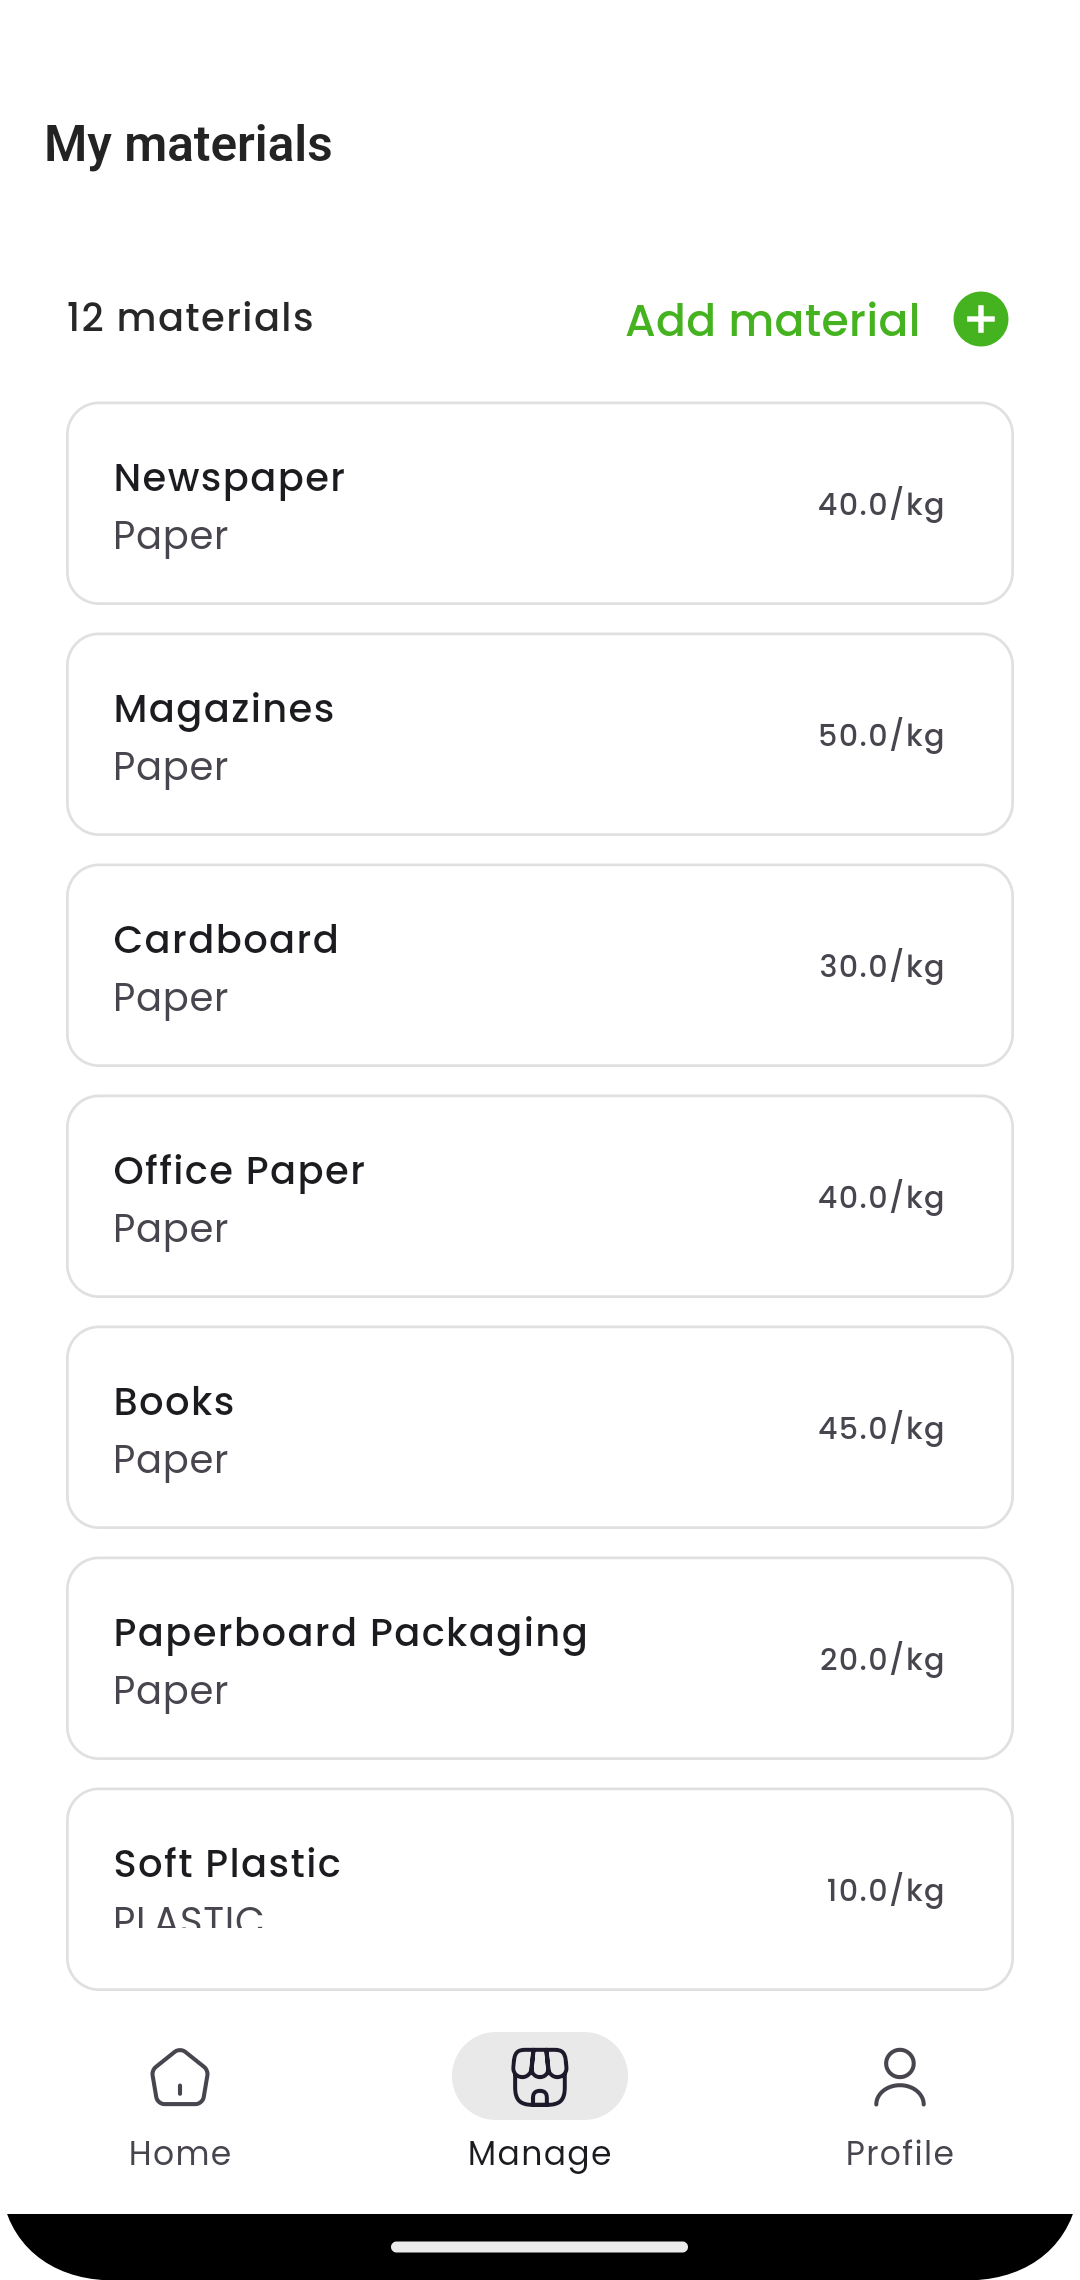 My materials
12 materials
Add material
Newspaper
Paper
40.0/kg
Magazines
Paper
50.0/kg
Cardboard
Paper
30.0/kg
Office Paper
Paper
40.0/kg
Books
Paper
45.0/kg
Paperboard Packaging
Paper
20.0/kg
Soft Plastic
PLASTIC
10.0/kg
Home
Manage
Profile